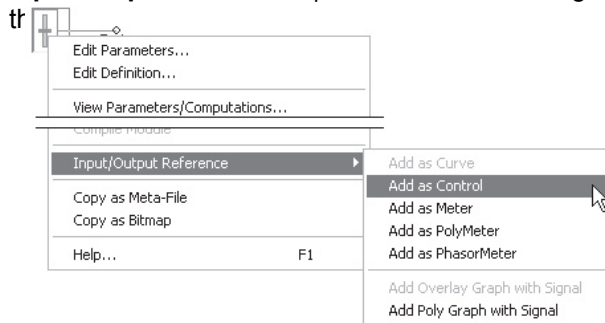 th
Edit Parameters...
Edit Definition...
View Parameters/Computations...
Compile Module
Input/Output Reference
Copy as Meta-File
Copy as Bitmap
Help... F1
Add as Curve
Add as Control
Add as Meter
Add as PolyMeter
Add as PhasorMeter
Add Overlay Graph with Signal
Add Poly Graph with Signal